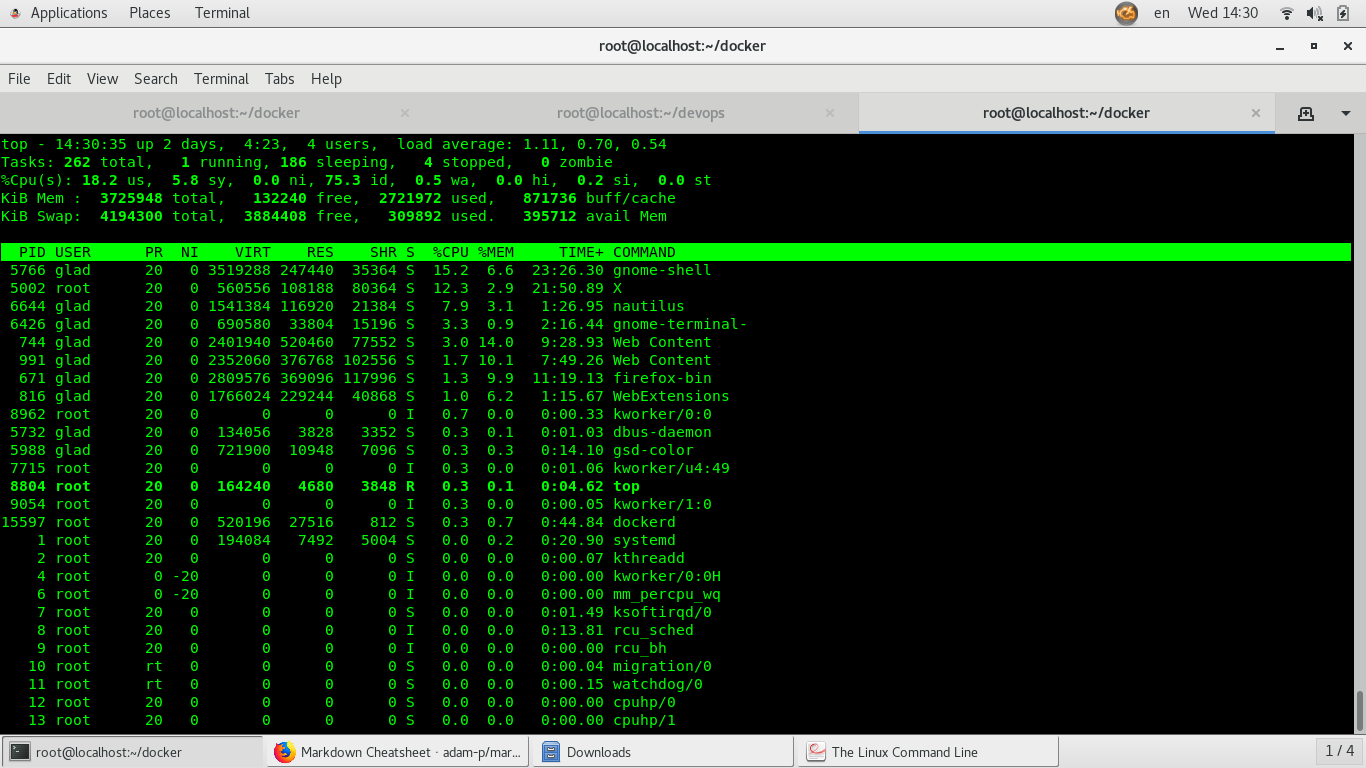 Applications Places Terminal en Wed 14:30
root@localhost:~/docker
File Edit View Search Terminal Tabs Help
root@localhost:~/docker root@localhost:~/devops root@localhost:~/docker
top - 14:30:35 up 2 days,  4:23,  4 users,  load average: 1.11, 0.70, 0.54
Tasks: 262 total,   1 running, 186 sleeping,   4 stopped,   0 zombie
%Cpu(s): 18.2 us,  5.8 sy,  0.0 ni, 75.3 id,  0.5 wa,  0.0 hi,  0.2 si,  0.0 st
KiB Mem :  3725948 total,   132240 free,  2721972 used,   871736 buff/cache
KiB Swap:  4194300 total,  3884408 free,   309892 used.   395712 avail Mem
  PID USER      PR  NI    VIRT    RES    SHR S  %CPU %MEM     TIME+ COMMAND
 5766 glad      20   0 3519288 247440  35364 S  15.2  6.6  23:26.30 gnome-shell
 5002 root      20   0  560556 108188  80364 S  12.3  2.9  21:50.89 X
 6644 glad      20   0 1541384 116920  21384 S   7.9  3.1   1:26.95 nautilus
 6426 glad      20   0  690580  33804  15196 S   3.3  0.9   2:16.44 gnome-terminal-
  744 glad      20   0 2401940 520460  77552 S   3.0 14.0   9:28.93 Web Content
  991 glad      20   0 2352060 376768 102556 S   1.7 10.1   7:49.26 Web Content
  671 glad      20   0 2809576 369096 117996 S   1.3  9.9  11:19.13 firefox-bin
  816 glad      20   0 1766024 229244  40868 S   1.0  6.2   1:15.67 WebExtensions
 8962 root      20   0       0      0      0 I   0.7  0.0   0:00.33 kworker/0:0
 5732 glad      20   0  134056   3828   3352 S   0.3  0.1   0:01.03 dbus-daemon
 5988 glad      20   0  721900  10948   7096 S   0.3  0.3   0:14.10 gsd-color
 7715 root      20   0       0      0      0 I   0.3  0.0   0:01.06 kworker/u4:49
 8804 root      20   0  164240   4680   3848 R   0.3  0.1   0:04.62 top
 9054 root      20   0       0      0      0 I   0.3  0.0   0:00.05 kworker/1:0
15597 root      20   0  520196  27516    812 S   0.3  0.7   0:44.84 dockerd
    1 root      20   0  194084   7492   5004 S   0.0  0.2   0:20.90 systemd
    2 root      20   0       0      0      0 S   0.0  0.0   0:00.07 kthreadd
    4 root       0 -20       0      0      0 I   0.0  0.0   0:00.00 kworker/0:0H
    6 root       0 -20       0      0      0 I   0.0  0.0   0:00.00 mm_percpu_wq
    7 root      20   0       0      0      0 S   0.0  0.0   0:01.49 ksoftirqd/0
    8 root      20   0       0      0      0 I   0.0  0.0   0:13.81 rcu_sched
    9 root      20   0       0      0      0 I   0.0  0.0   0:00.00 rcu_bh
   10 root      rt   0       0      0      0 S   0.0  0.0   0:00.04 migration/0
   11 root      rt   0       0      0      0 S   0.0  0.0   0:00.15 watchdog/0
   12 root      20   0       0      0      0 S   0.0  0.0   0:00.00 cpuhp/0
   13 root      20   0       0      0      0 S   0.0  0.0   0:00.00 cpuhp/1
root@localhost:~/docker Markdown Cheatsheet · adam-p/mar... Downloads The Linux Command Line 1 / 4